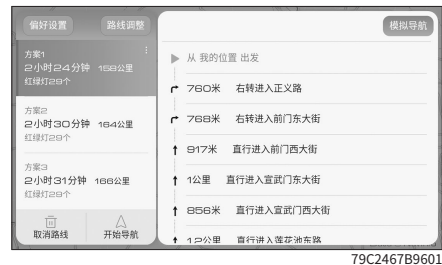 偏好设置
路线调整
模拟导航
方案1
2小时24分钟 158公里
红绿灯29个
方案2
2小时30分钟 164公里
红绿灯29个
方案3
2小时31分钟 166公里
红绿灯29个
取消路线
开始导航
从 我的位置 出发
760米 右转进入正义路
768米 右转进入前门东大街
917米 直行进入前门西大街
1公里 直行进入宣武门东大街
856米 直行进入宣武门西大街
1.2公里 直行进入莲花池东路
79C2467B9601